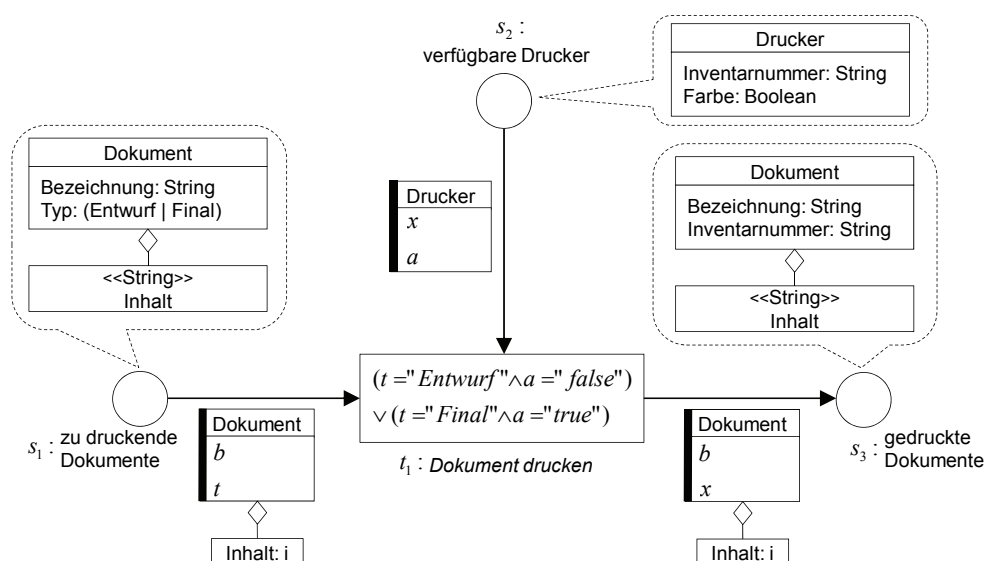 s₂ :
verfügbare Drucker
Drucker
Inventarnummer: String
Farbe: Boolean
Dokument
Bezeichnung: String
Typ: (Entwurf | Final)
<<String>>
Inhalt
Drucker
x
a
Dokument
Bezeichnung: String
Inventarnummer: String
<<String>>
Inhalt
(t ="Entwurf"∧a ="false")
∨(t ="Final"∧a ="true")
s₁ : zu druckende
Dokumente
Dokument
b
t
Inhalt: i
t₁ : Dokument drucken
Dokument
b
x
Inhalt: i
s₃ : gedruckte
Dokumente